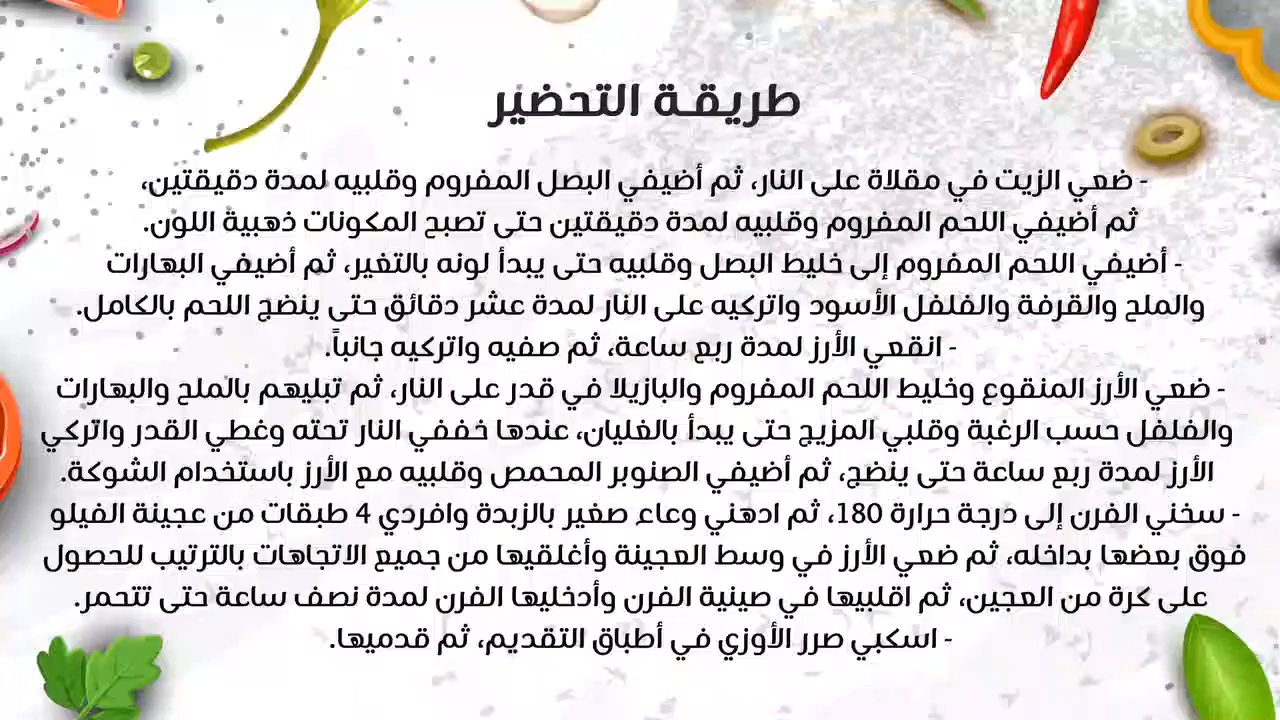 طريقة التحضير
- ضعي الزيت في مقلاة على النار، ثم أضيفي البصل المفروم وقلبيه لمدة دقيقتين،
ثم أضيفي اللحم المفروم وقلبيه لمدة دقيقتين حتى تصبح المكونات ذهبية اللون.
- أضيفي اللحم المفروم إلى خليط البصل وقلبيه حتى يبدأ لونه بالتغير، ثم أضيفي البهارات
والملح والقرفة والفلفل الأسود واتركيه على النار لمدة عشر دقائق حتى ينضج اللحم بالكامل.
- انقعي الأرز لمدة ربع ساعة، ثم صفيه واتركيه جانباً.
- ضعي الأرز المنقوع وخليط اللحم المفروم والبازيلا في قدر على النار، ثم تبليهم بالملح والبهارات
والفلفل حسب الرغبة وقلبي المزيج حتى يبدأ بالغليان، عندها خففي النار تحته وغطي القدر واتركي
الأرز لمدة ربع ساعة حتى ينضج، ثم أضيفي الصنوبر المحمص وقلبيه مع الأرز باستخدام الشوكة.
- سخني الفرن إلى درجة حرارة 180، ثم ادهني وعاء صغير بالزبدة وافردي 4 طبقات من عجينة الفيلو
فوق بعضها بداخله، ثم ضعي الأرز في وسط العجينة وأغلقيها من جميع الاتجاهات بالترتيب للحصول
على كرة من العجين، ثم اقلبيها في صينية الفرن وأدخليها الفرن لمدة نصف ساعة حتى تتحمر.
- اسكبي صرر الأوزي في أطباق التقديم، ثم قدميها.